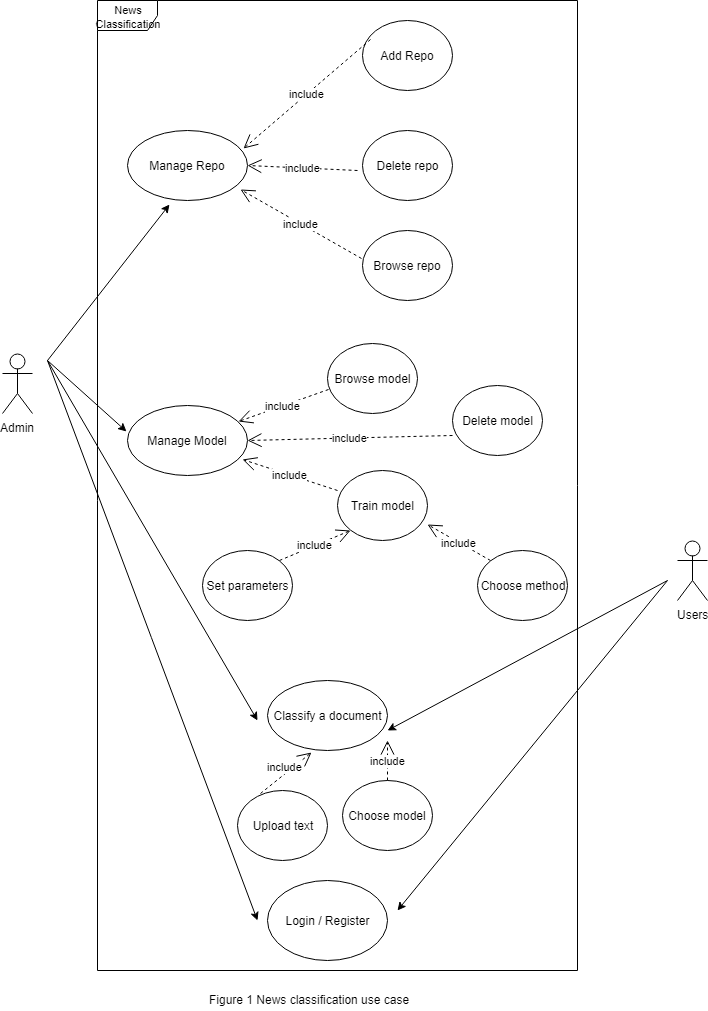 News
Classification
Add Repo
include
Manage Repo
include
Delete repo
include
Browse repo
Browse model
include
Delete model
Admin
Manage Model
include
include
Train model
include
include
Set parameters
Choose method
Users
Classify a document
include
include
Upload text
Choose model
Login / Register
Figure 1 News classification use case